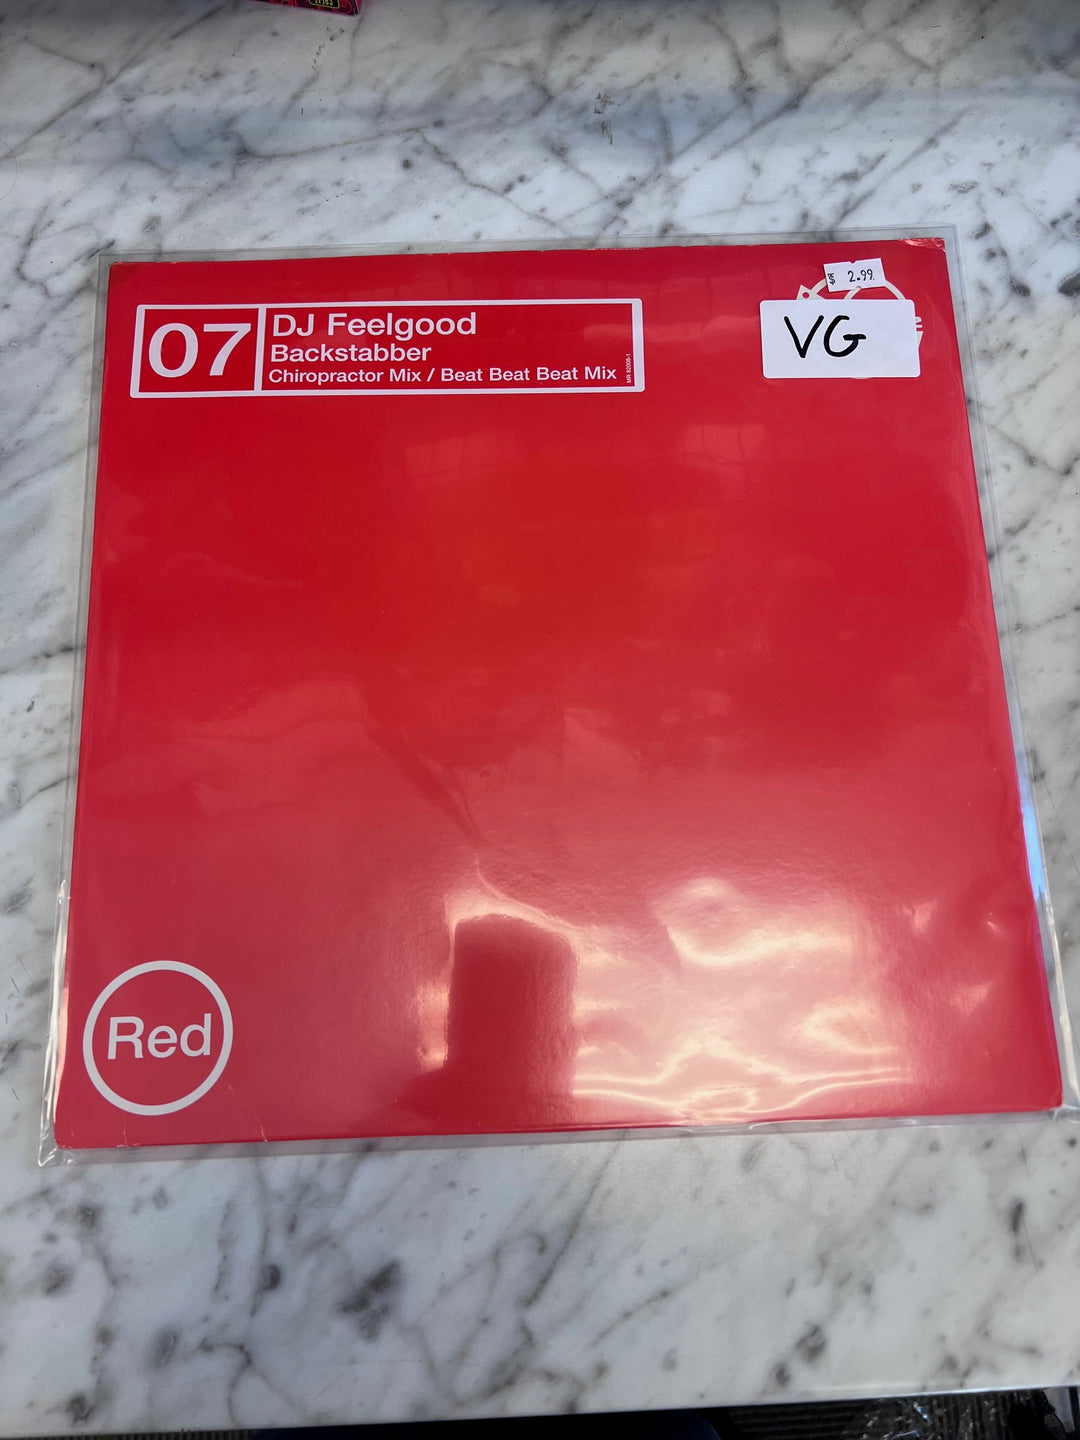 $ 2.99
07
DJ Feelgood
Backstabber
Chiropractor Mix / Beat Beat Beat Mix
VG
Red